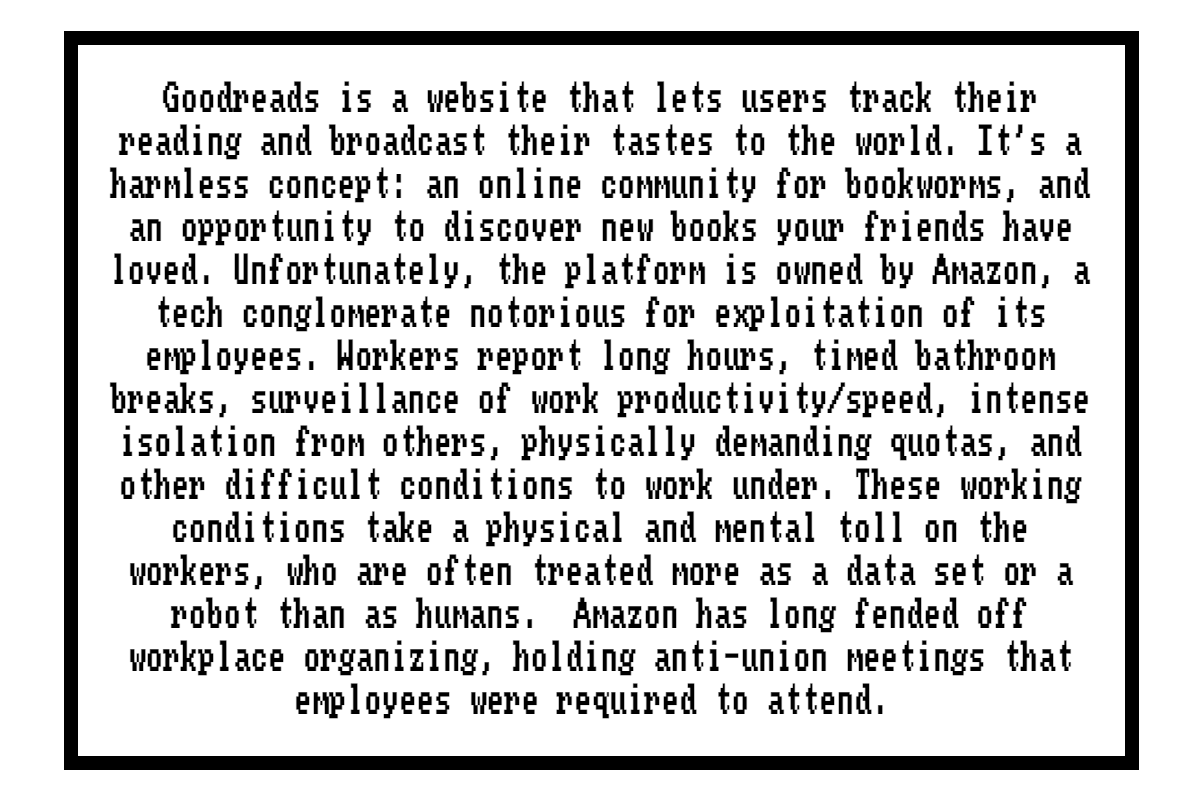 Goodreads is a website that lets users track their
reading and broadcast their tastes to the world. It's a
harmless concept: an online community for bookworms, and
an opportunity to discover new books your friends have
loved. Unfortunately, the platform is owned by Amazon, a
tech conglomerate notorious for exploitation of its
employees. Workers report long hours, timed bathroom
breaks, surveillance of work productivity/speed, intense
isolation from others, physically demanding quotas, and
other difficult conditions to work under. These working
conditions take a physical and mental toll on the
workers, who are often treated more as a data set or a
robot than as humans.  Amazon has long fended off
workplace organizing, holding anti-union meetings that
employees were required to attend.